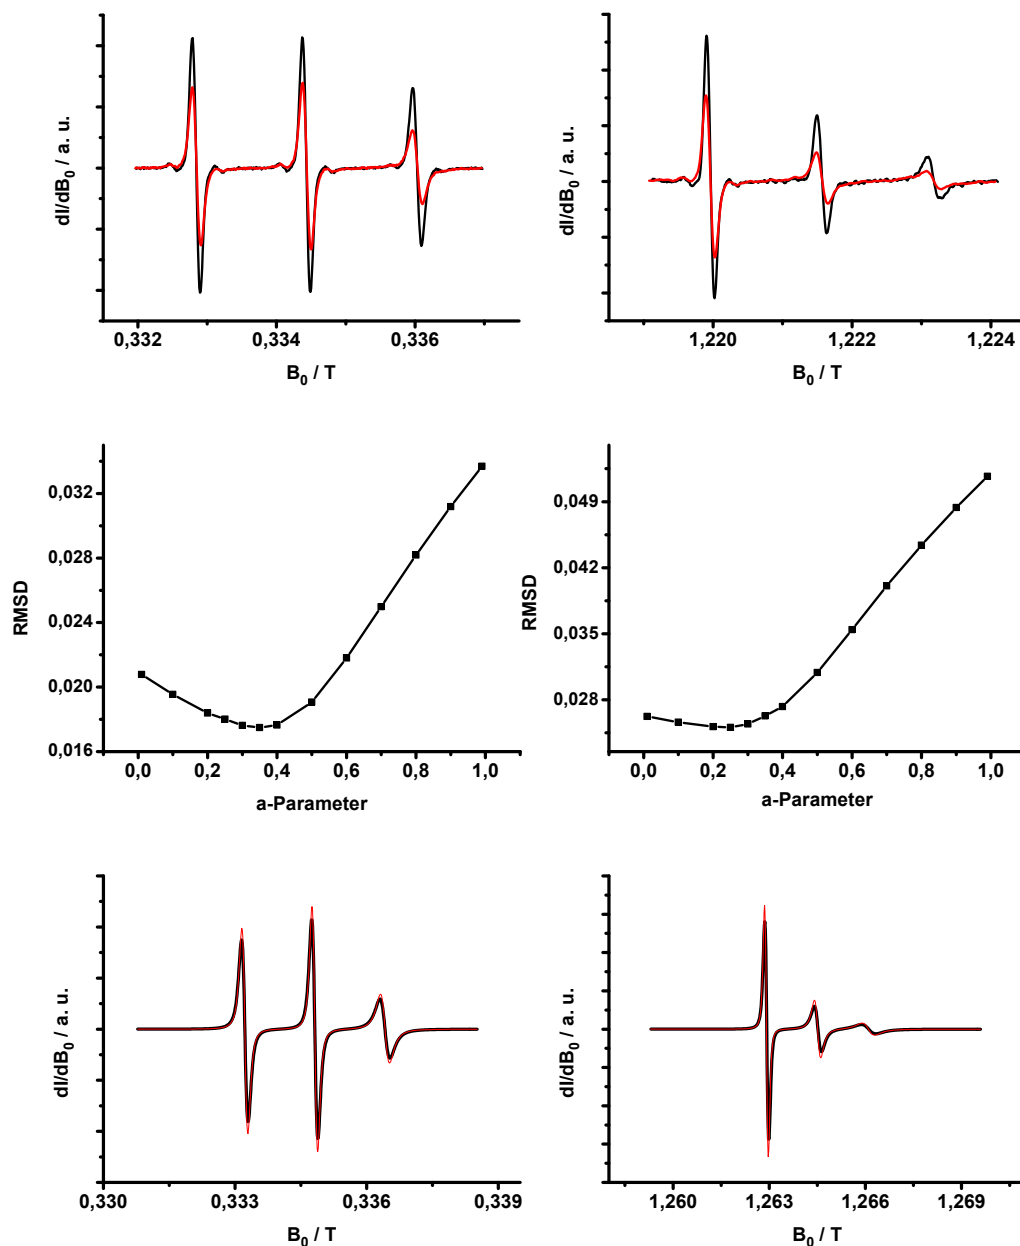 dI/dB0 / a. u.
0,332 0,334 0,336
B0 / T
dI/dB0 / a. u.
1,220 1,222 1,224
B0 / T
RMSD
0,032
0,028
0,024
0,020
0,016
0,0 0,2 0,4 0,6 0,8 1,0
a-Parameter
RMSD
0,049
0,042
0,035
0,028
0,0 0,2 0,4 0,6 0,8 1,0
a-Parameter
dI/dB0 / a. u.
0,330 0,333 0,336 0,339
B0 / T
dI/dB0 / a. u.
1,260 1,263 1,266 1,269
B0 / T